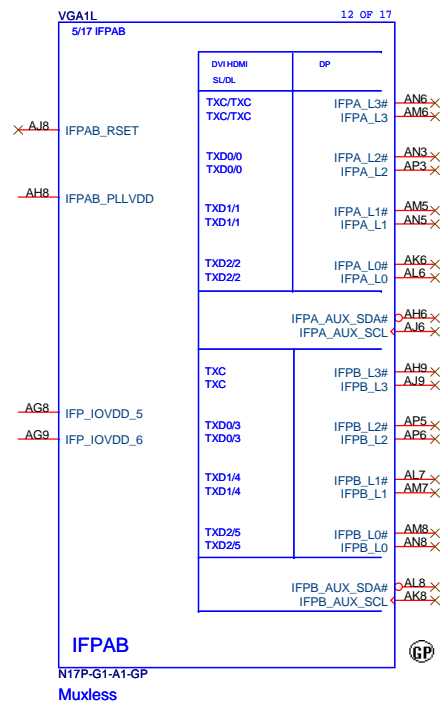 VGA1L 12 OF 17
5/17 IFPAB
DVI HDMI DP
SL/DL
TXC/TXC IFPA_L3# AN6
TXC/TXC IFPA_L3 AM6
AJ8 IFPAB_RSET
TXD0/0 IFPA_L2# AN3
TXD0/0 IFPA_L2 AP3
AH8 IFPAB_PLLVDD
TXD1/1 IFPA_L1# AM5
TXD1/1 IFPA_L1 AN5
TXD2/2 IFPA_L0# AK6
TXD2/2 IFPA_L0 AL6
IFPA_AUX_SDA# AH6
IFPA_AUX_SCL AJ6
TXC IFPB_L3# AH9
TXC IFPB_L3 AJ9
AG8 IFP_IOVDD_5
TXD0/3 IFPB_L2# AP5
TXD0/3 IFPB_L2 AP6
AG9 IFP_IOVDD_6
TXD1/4 IFPB_L1# AL7
TXD1/4 IFPB_L1 AM7
TXD2/5 IFPB_L0# AM8
TXD2/5 IFPB_L0 AN8
IFPB_AUX_SDA# AL8
IFPB_AUX_SCL AK8
IFPAB
GP
N17P-G1-A1-GP
Muxless